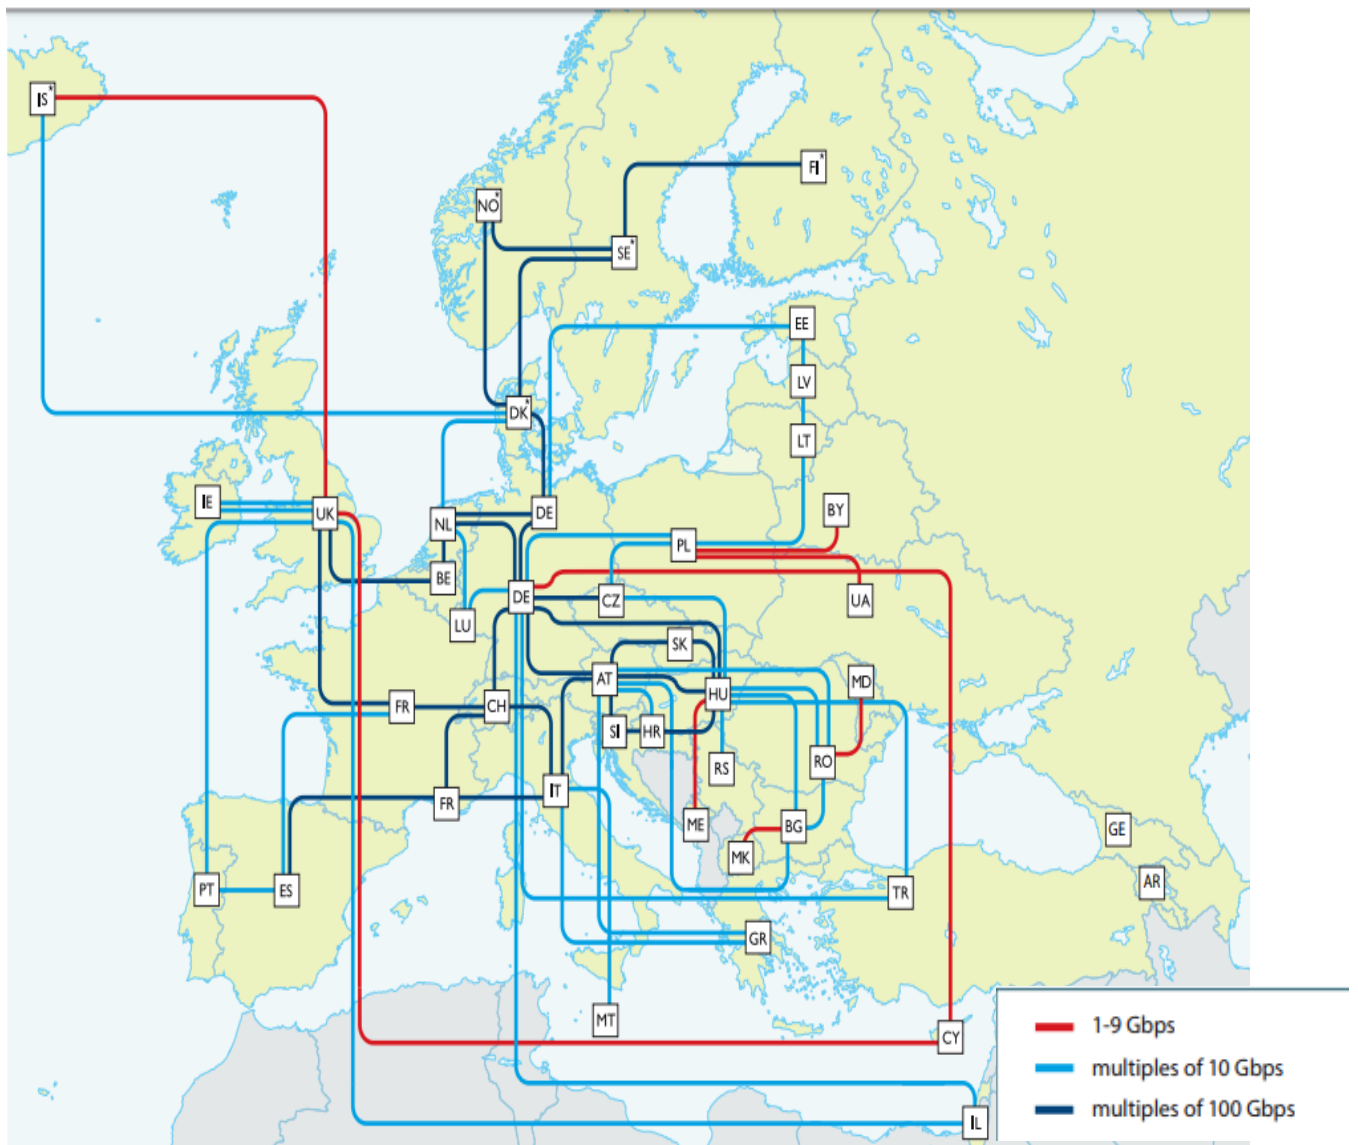 IS*
FI*
NO*
SE*
EE
LV
DK*
LT
IE
UK
NL
DE
BY
PL
BE
DE
CZ
UA
LU
SK
AT
HU
MD
FR
CH
SI
HR
RS
RO
IT
FR
ME
BG
GE
MK
PT
ES
TR
AR
GR
MT
CY
IL
1-9 Gbps
multiples of 10 Gbps
multiples of 100 Gbps